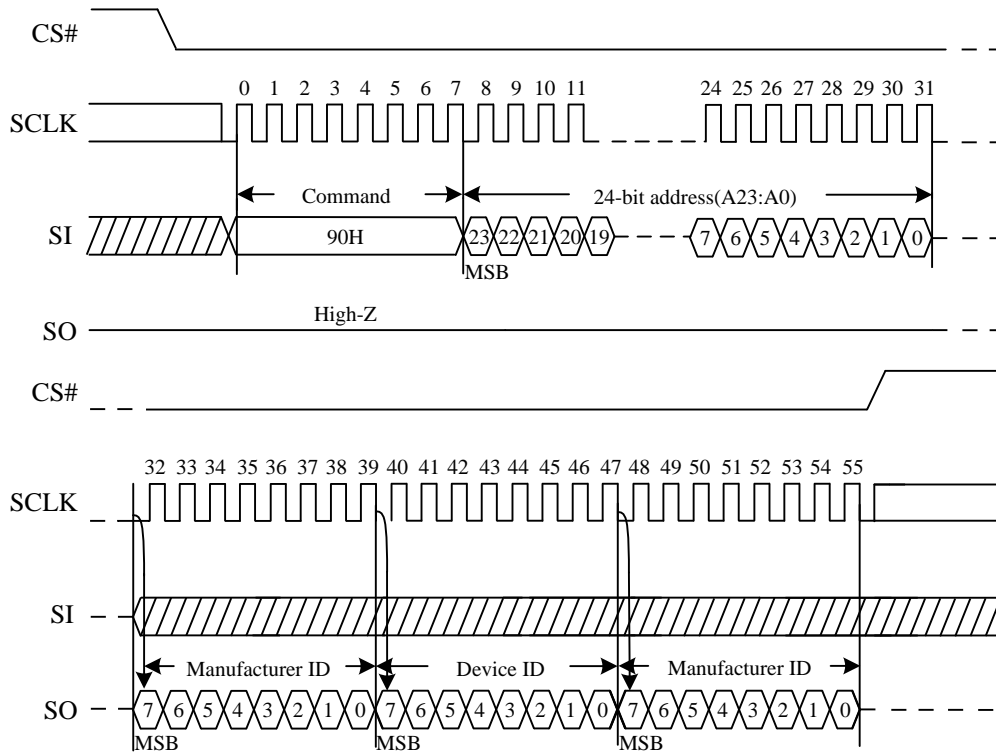 CS#
0 1 2 3 4 5 6 7 8 9 10 11 24 25 26 27 28 29 30 31
SCLK
Command 24-bit address(A23:A0)
SI 90H 23 22 21 20 19 7 6 5 4 3 2 1 0
MSB
High-Z
SO
CS#
32 33 34 35 36 37 38 39 40 41 42 43 44 45 46 47 48 49 50 51 52 53 54 55
SCLK
SI
Manufacturer ID Device ID Manufacturer ID
SO 7 6 5 4 3 2 1 0 7 6 5 4 3 2 1 0 7 6 5 4 3 2 1 0
MSB MSB MSB